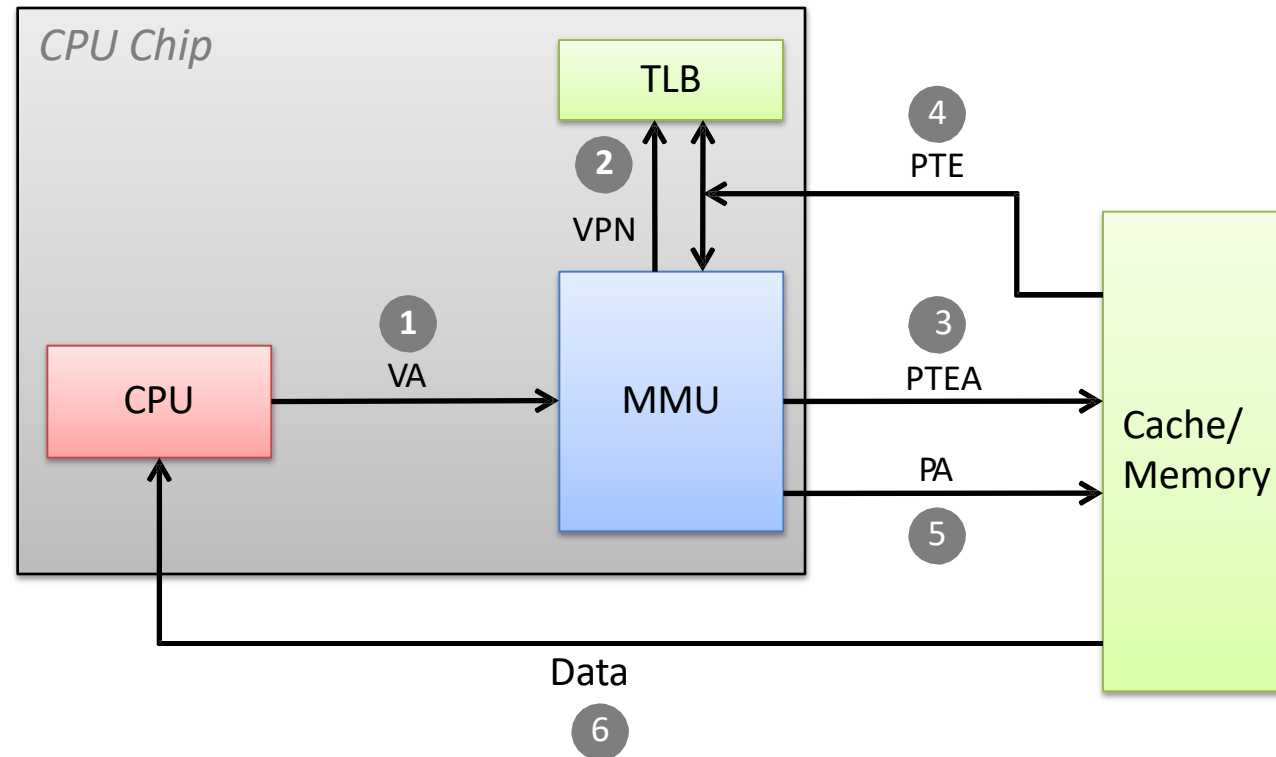 CPU Chip
TLB
4
PTE
2
VPN
1
VA
3
PTEA
CPU
MMU
Cache/
Memory
PA
5
Data
6